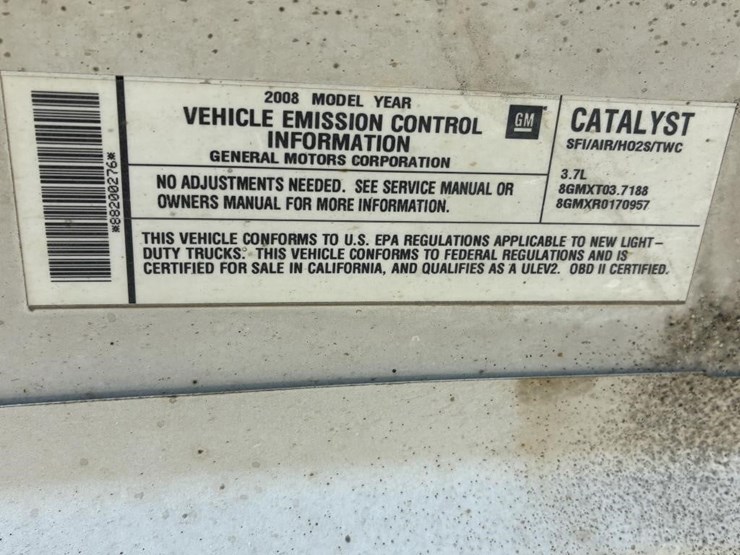 *88200276*
2008 MODEL YEAR
VEHICLE EMISSION CONTROL
INFORMATION
GENERAL MOTORS CORPORATION
GM
CATALYST
SFI/AIR/HO2S/TWC
NO ADJUSTMENTS NEEDED. SEE SERVICE MANUAL OR
OWNERS MANUAL FOR MORE INFORMATION.
3.7L
8GMXT03.7188
8GMXR0170957
THIS VEHICLE CONFORMS TO U.S. EPA REGULATIONS APPLICABLE TO NEW LIGHT-
DUTY TRUCKS. THIS VEHICLE CONFORMS TO FEDERAL REGULATIONS AND IS
CERTIFIED FOR SALE IN CALIFORNIA, AND QUALIFIES AS A ULEV2. OBD II CERTIFIED.